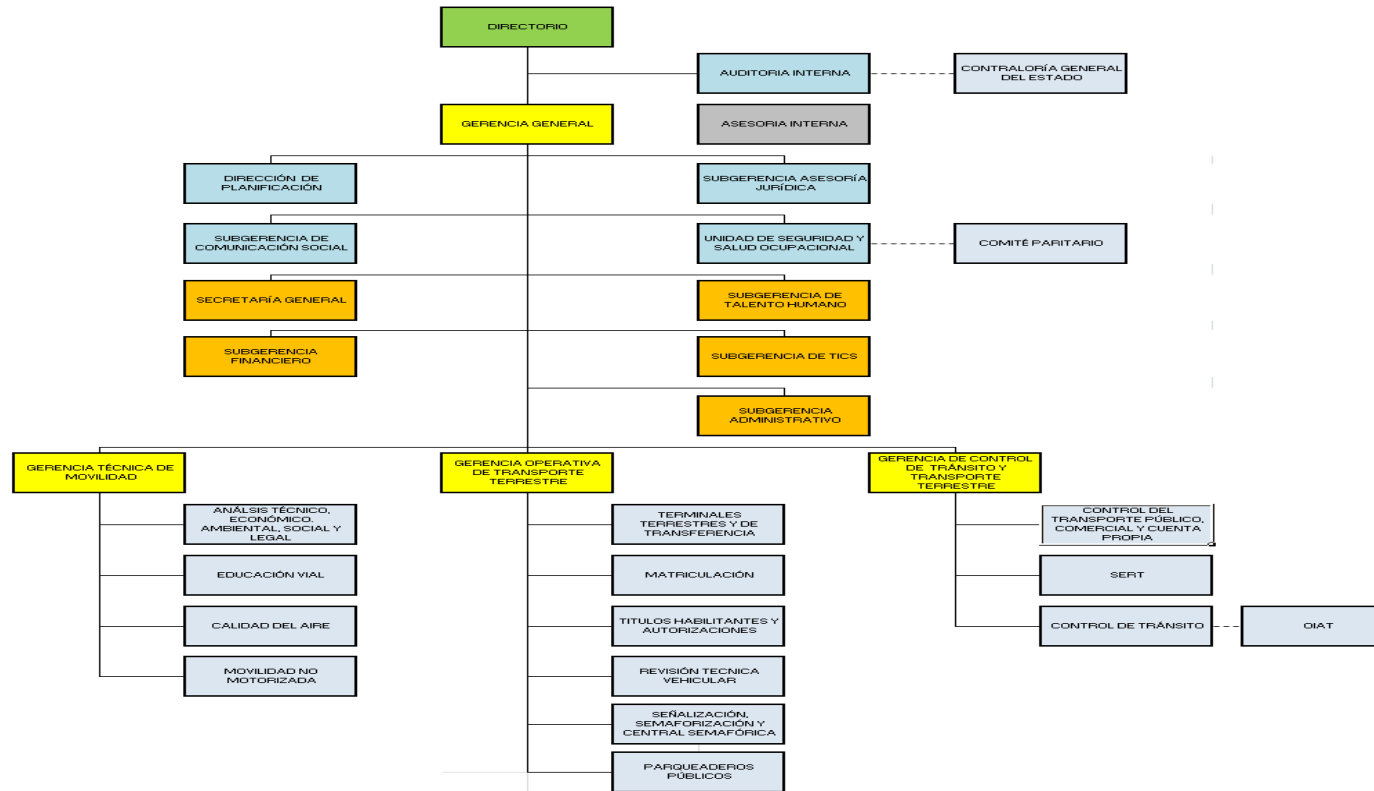 DIRECTORIO
AUDITORIA INTERNA
CONTRALORÍA GENERAL
DEL ESTADO
GERENCIA GENERAL
ASESORIA INTERNA
DIRECCIÓN DE
PLANIFICACIÓN
SUBGERENCIA ASESORÍA
JURÍDICA
SUBGERENCIA DE
COMUNICACIÓN SOCIAL
UNIDAD DE SEGURIDAD Y
SALUD OCUPACIONAL
COMITÉ PARITARIO
SECRETARÍA GENERAL
SUBGERENCIA DE
TALENTO HUMANO
SUBGERENCIA
FINANCIERO
SUBGERENCIA DE TICS
SUBGERENCIA
ADMINISTRATIVO
GERENCIA TÉCNICA DE
MOVILIDAD
GERENCIA OPERATIVA
DE TRANSPORTE
TERRESTRE
GERENCIA DE CONTROL
DE TRÁNSITO Y
TRANSPORTE
TERRESTRE
ANÁLSIS TÉCNICO,
ECONÓMICO.
AMBIENTAL, SOCIAL Y
LEGAL
TERMINALES
TERRESTRES Y DE
TRANSFERENCIA
CONTROL DEL
TRANSPORTE PÚBLICO,
COMERCIAL Y CUENTA
PROPIA
EDUCACIÓN VIAL
MATRICULACIÓN
SERT
CALIDAD DEL AIRE
TITULOS HABILITANTES Y
AUTORIZACIONES
CONTROL DE TRÁNSITO
OIAT
MOVILIDAD NO
MOTORIZADA
REVISIÓN TECNICA
VEHICULAR
SEÑALIZACIÓN,
SEMAFORIZACIÓN Y
CENTRAL SEMAFÓRICA
PARQUEADEROS
PÚBLICOS